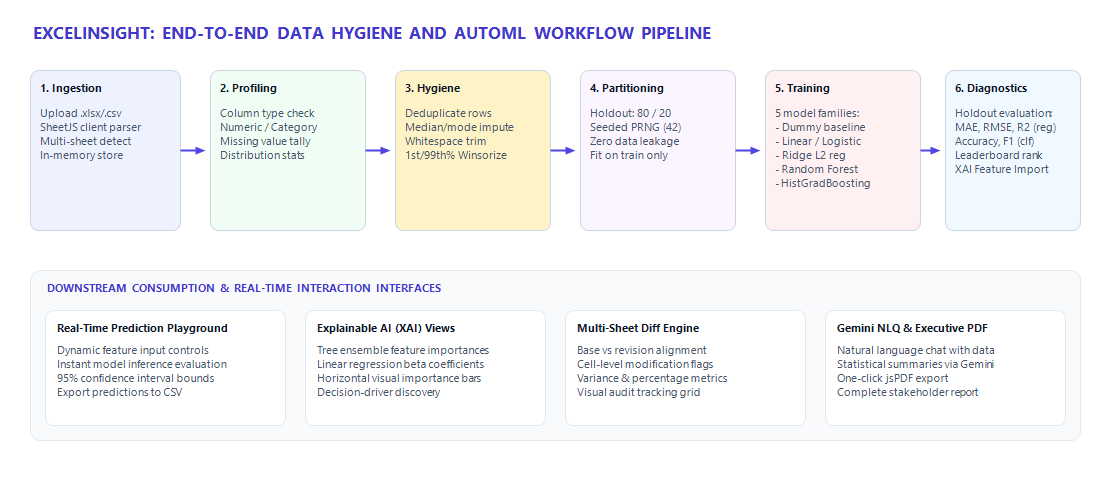 EXCELINSIGHT: END-TO-END DATA HYGIENE AND AUTOML WORKFLOW PIPELINE
1. Ingestion
Upload .xlsx/.csv
SheetJS client parser
Multi-sheet detect
In-memory store
2. Profiling
Column type check
Numeric / Category
Missing value tally
Distribution stats
3. Hygiene
Deduplicate rows
Median/mode impute
Whitespace trim
1st/99th% Winsorize
4. Partitioning
Holdout: 80 / 20
Seeded PRNG (42)
Zero data leakage
Fit on train only
5. Training
5 model families:
- Dummy baseline
- Linear / Logistic
- Ridge L2 reg
- Random Forest
- HistGradBoosting
6. Diagnostics
Holdout evaluation:
MAE, RMSE, R2 (reg)
Accuracy, F1 (clf)
Leaderboard rank
XAI Feature Import
DOWNSTREAM CONSUMPTION & REAL-TIME INTERACTION INTERFACES
Real-Time Prediction Playground
Dynamic feature input controls
Instant model inference evaluation
95% confidence interval bounds
Export predictions to CSV
Explainable AI (XAI) Views
Tree ensemble feature importances
Linear regression beta coefficients
Horizontal visual importance bars
Decision-driver discovery
Multi-Sheet Diff Engine
Base vs revision alignment
Cell-level modification flags
Variance & percentage metrics
Visual audit tracking grid
Gemini NLQ & Executive PDF
Natural language chat with data
Statistical summaries via Gemini
One-click jsPDF export
Complete stakeholder report